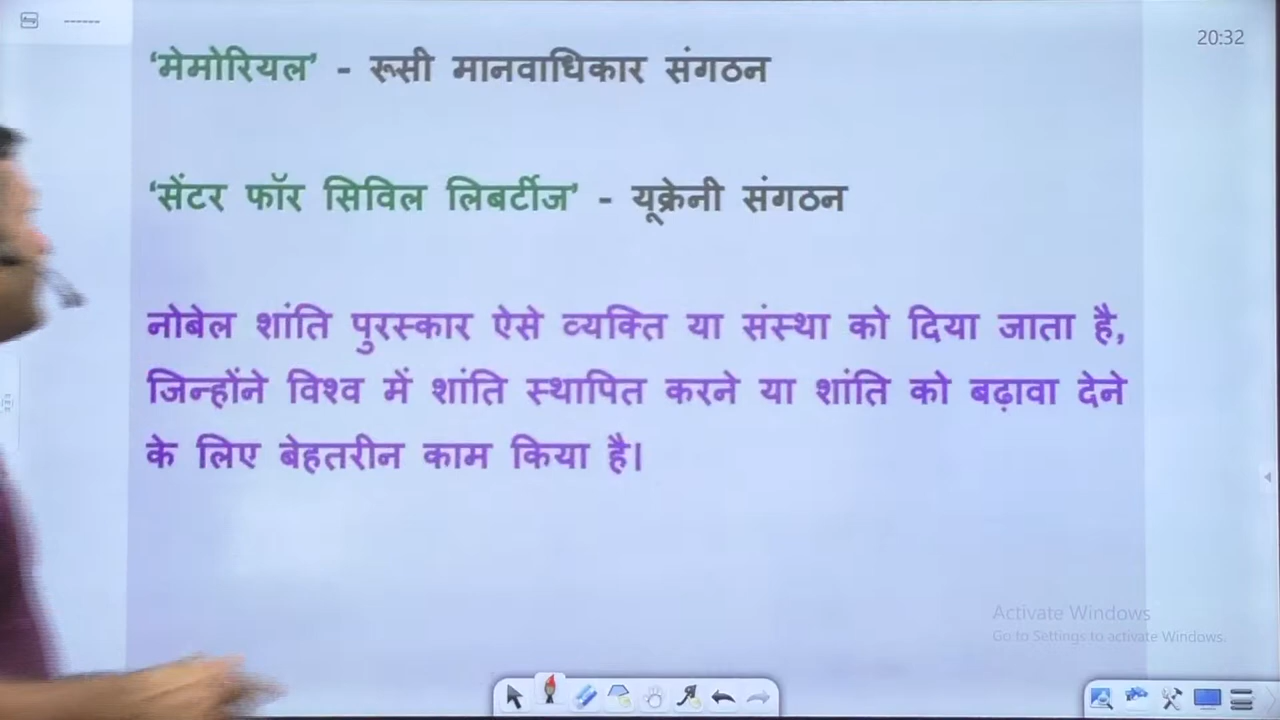 20:32
'मेमोरियल' - रूसी मानवाधिकार संगठन
'सेंटर फॉर सिविल लिबर्टीज' - यूक्रेनी संगठन
नोबेल शांति पुरस्कार ऐसे व्यक्ति या संस्था को दिया जाता है,
जिन्होंने विश्व में शांति स्थापित करने या शांति को बढ़ावा देने
के लिए बेहतरीन काम किया है।
Activate Windows
Go to Settings to activate Windows.